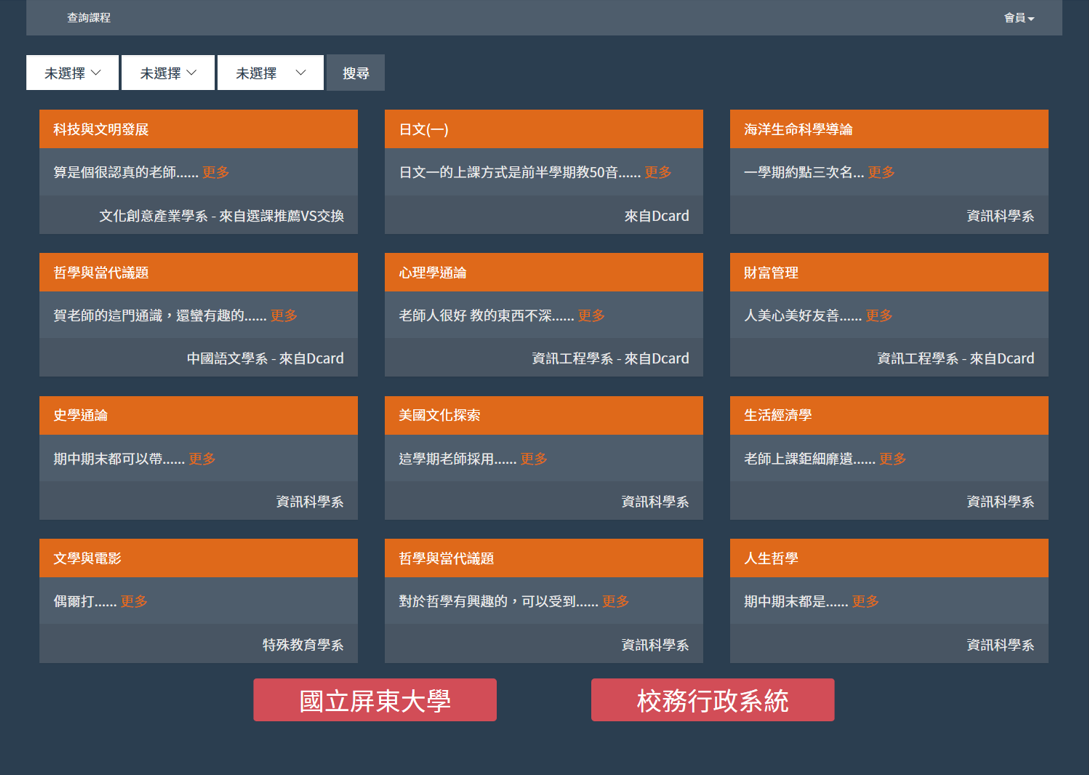 查詢課程 會員
未選擇 未選擇 未選擇 搜尋
科技與文明發展
算是個很認真的老師...... 更多
文化創意產業學系 - 來自選課推薦VS交換
日文(一)
日文一的上課方式是前半學期教50音...... 更多
來自Dcard
海洋生命科學導論
一學期約點三次名... 更多
資訊科學系
哲學與當代議題
賀老師的這門通識，還蠻有趣的...... 更多
中國語文學系 - 來自Dcard
心理學通論
老師人很好 教的東西不深...... 更多
資訊工程學系 - 來自Dcard
財富管理
人美心美好友善...... 更多
資訊工程學系 - 來自Dcard
史學通論
期中期末都可以帶...... 更多
資訊科學系
美國文化探索
這學期老師採用...... 更多
資訊科學系
生活經濟學
老師上課鉅細靡遺...... 更多
資訊科學系
文學與電影
偶爾打...... 更多
特殊教育學系
哲學與當代議題
對於哲學有興趣的，可以受到...... 更多
資訊科學系
人生哲學
期中期末都是...... 更多
資訊科學系
國立屏東大學 校務行政系統